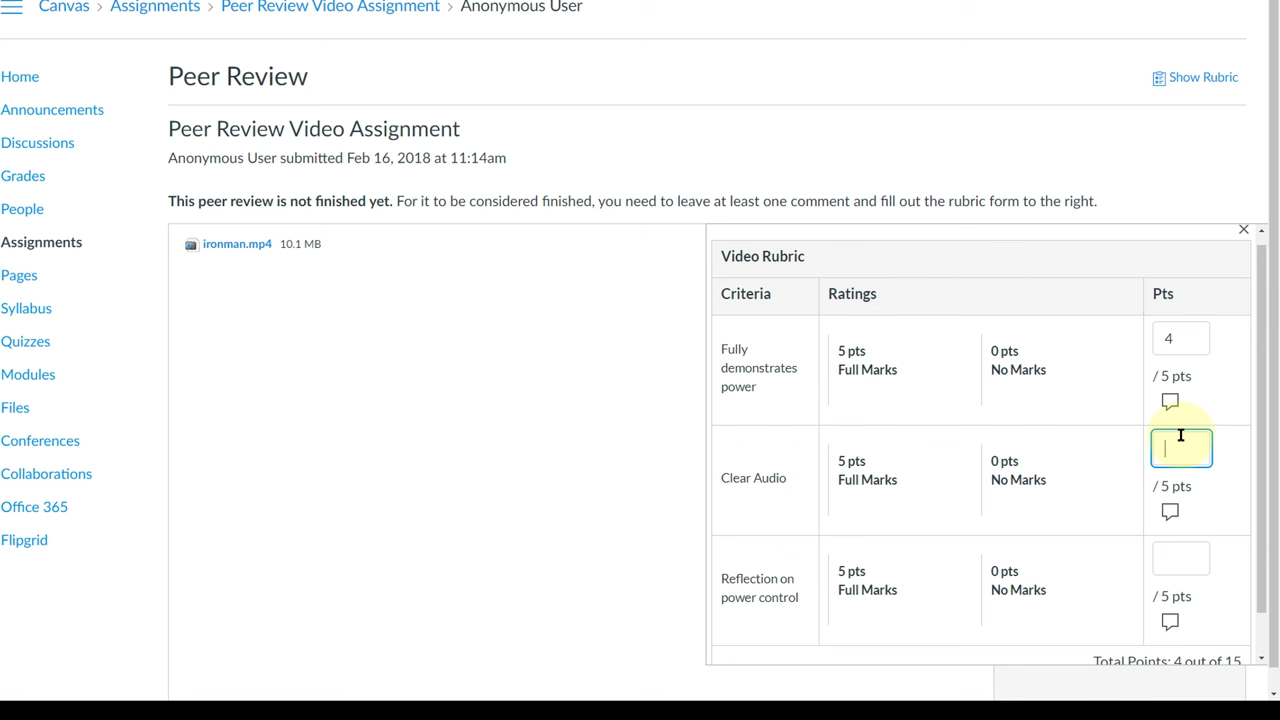 Canvas > Assignments > Peer Review Video Assignment > Anonymous User
Home
Announcements
Discussions
Grades
People
Assignments
Pages
Syllabus
Quizzes
Modules
Files
Conferences
Collaborations
Office 365
Flipgrid
Peer Review
Show Rubric
Peer Review Video Assignment
Anonymous User submitted Feb 16, 2018 at 11:14am
This peer review is not finished yet. For it to be considered finished, you need to leave at least one comment and fill out the rubric form to the right.
ironman.mp4 10.1 MB
Video Rubric
Criteria Ratings Pts
Fully
demonstrates
power
5 pts
Full Marks
0 pts
No Marks
4
/ 5 pts
Clear Audio
5 pts
Full Marks
0 pts
No Marks
/ 5 pts
Reflection on
power control
5 pts
Full Marks
0 pts
No Marks
/ 5 pts
Total Points: 4 out of 15